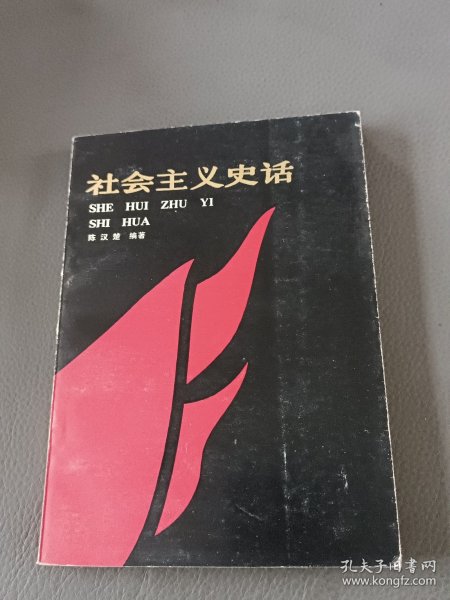 社会主义史话
SHE HUI ZHU YI
SHI HUA
陈汉楚 编著
孔夫子旧书网
www.kongfz.com